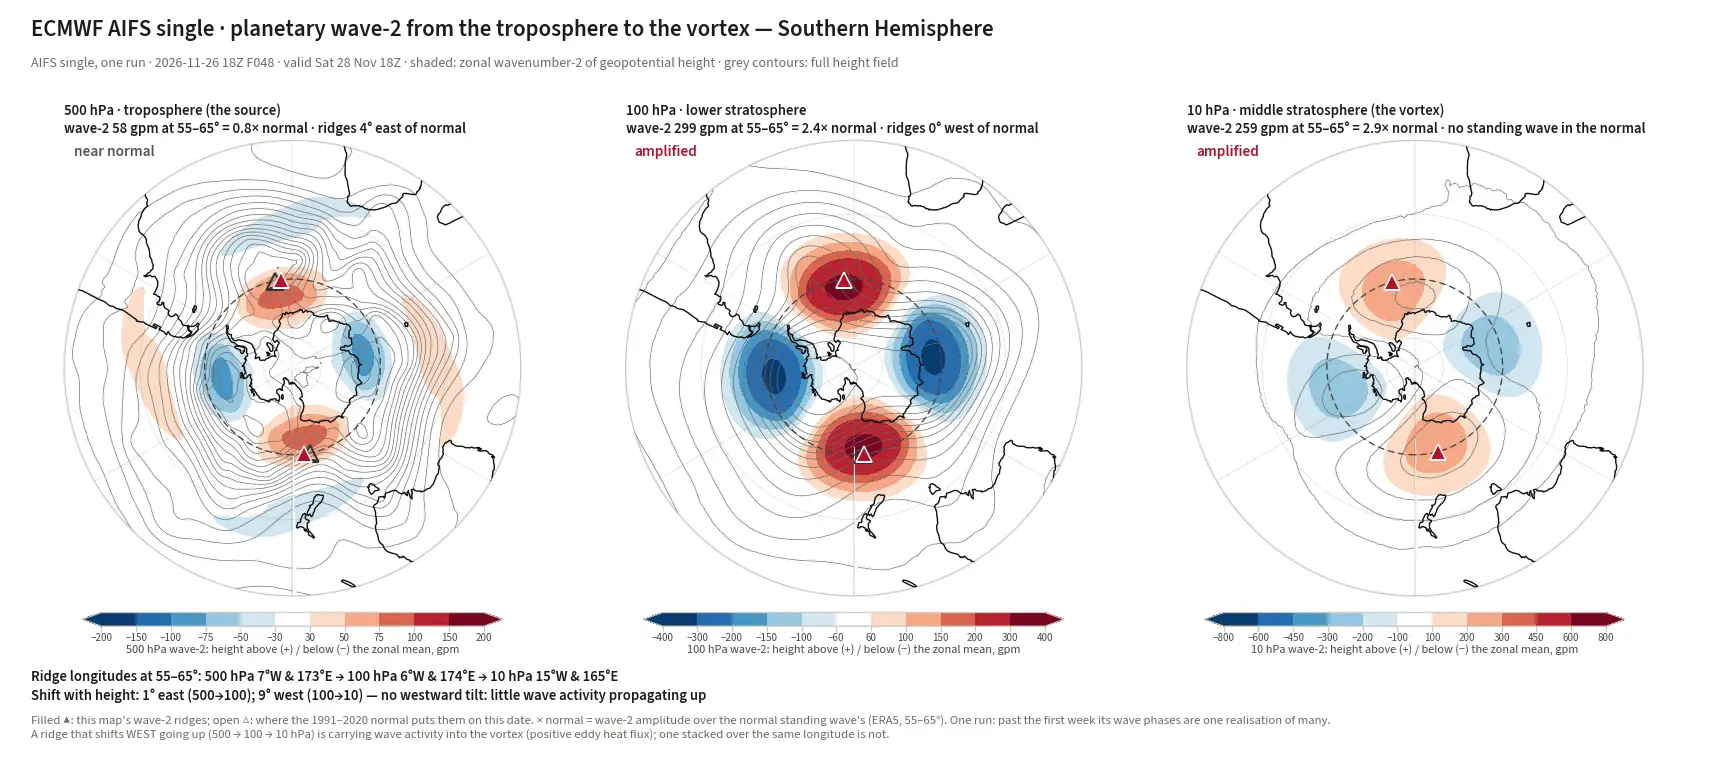 ECMWF AIFS single · planetary wave-2 from the troposphere to the vortex — Southern Hemisphere
AIFS single, one run · 2026-11-26 18Z F048 · valid Sat 28 Nov 18Z · shaded: zonal wavenumber-2 of geopotential height · grey contours: full height field
500 hPa · troposphere (the source)
wave-2 58 gpm at 55–65° = 0.8× normal · ridges 4° east of normal
near normal
100 hPa · lower stratosphere
wave-2 299 gpm at 55–65° = 2.4× normal · ridges 0° west of normal
amplified
10 hPa · middle stratosphere (the vortex)
wave-2 259 gpm at 55–65° = 2.9× normal · no standing wave in the normal
amplified
−200 −150 −100 −75 −50 −30 30 50 75 100 150 200
500 hPa wave-2: height above (+) / below (−) the zonal mean, gpm
−400 −300 −200 −150 −100 −60 60 100 150 200 300 400
100 hPa wave-2: height above (+) / below (−) the zonal mean, gpm
−800 −600 −450 −300 −200 −100 100 200 300 450 600 800
10 hPa wave-2: height above (+) / below (−) the zonal mean, gpm
Ridge longitudes at 55–65°: 500 hPa 7°W & 173°E → 100 hPa 6°W & 174°E → 10 hPa 15°W & 165°E
Shift with height: 1° east (500→100); 9° west (100→10) — no westward tilt: little wave activity propagating up
Filled ▲: this map's wave-2 ridges; open △: where the 1991–2020 normal puts them on this date. × normal = wave-2 amplitude over the normal standing wave's (ERA5, 55–65°). One run: past the first week its wave phases are one realisation of many.
A ridge that shifts WEST going up (500 → 100 → 10 hPa) is carrying wave activity into the vortex (positive eddy heat flux); one stacked over the same longitude is not.